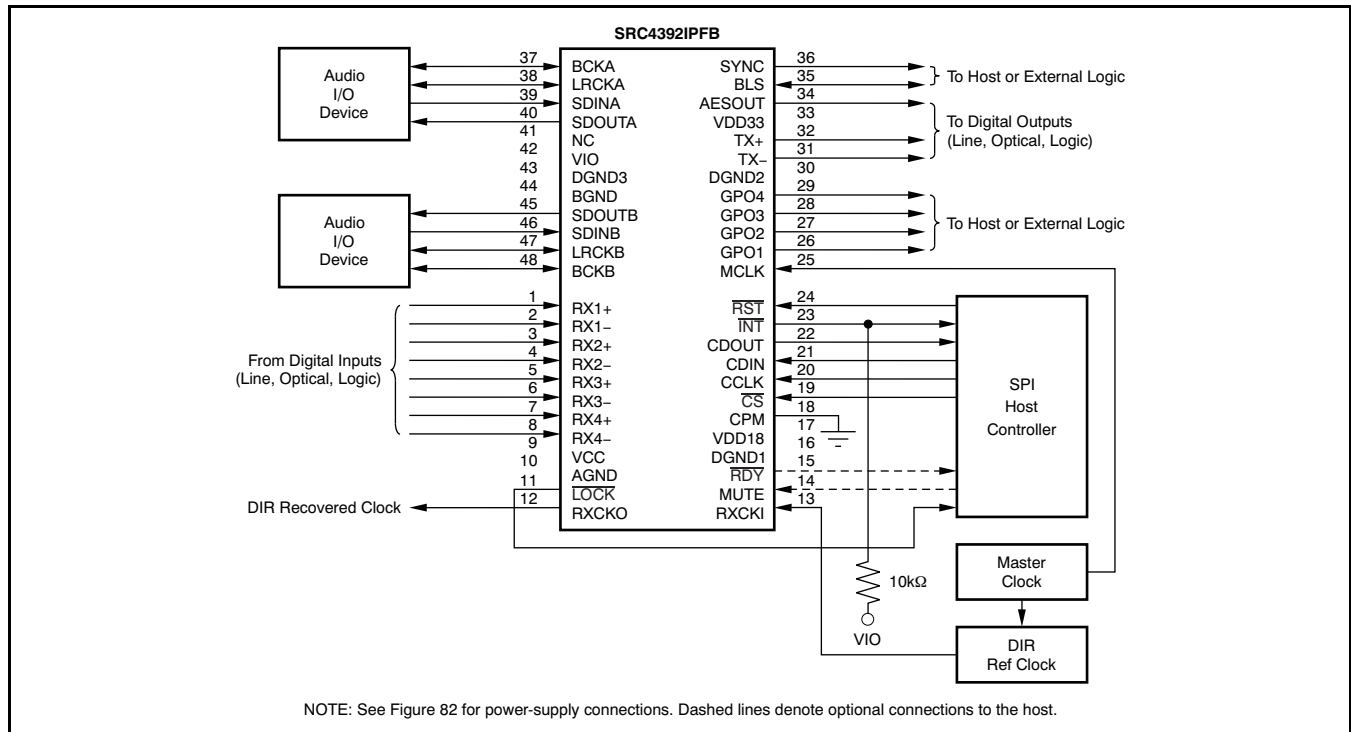 SRC4392IPFB
Audio
I/O
Device
37
38
39
40
41
42
43
44
45
46
47
48
BCKA
LRCKA
SDINA
SDOUTA
NC
VIO
DGND3
BGND
SDOUTB
SDINB
LRCKB
BCKB
Audio
I/O
Device
From Digital Inputs
(Line, Optical, Logic)
1
2
3
4
5
6
7
8
9
10
11
12
RX1+
RX1−
RX2+
RX2−
RX3+
RX3−
RX4+
RX4−
VCC
AGND
LOCK
RXCKO
DIR Recovered Clock
SYNC
BLS
AESOUT
VDD33
TX+
TX−
DGND2
GPO4
GPO3
GPO2
GPO1
MCLK
36
35
34
33
32
31
30
29
28
27
26
25
To Host or External Logic
To Digital Outputs
(Line, Optical, Logic)
To Host or External Logic
RST
INT
CDOUT
CDIN
CCLK
CS
CPM
VDD18
DGND1
RDY
MUTE
RXCKI
24
23
22
21
20
19
18
17
16
15
14
13
SPI
Host
Controller
10kΩ
VIO
Master
Clock
DIR
Ref Clock
NOTE: See Figure 82 for power-supply connections. Dashed lines denote optional connections to the host.